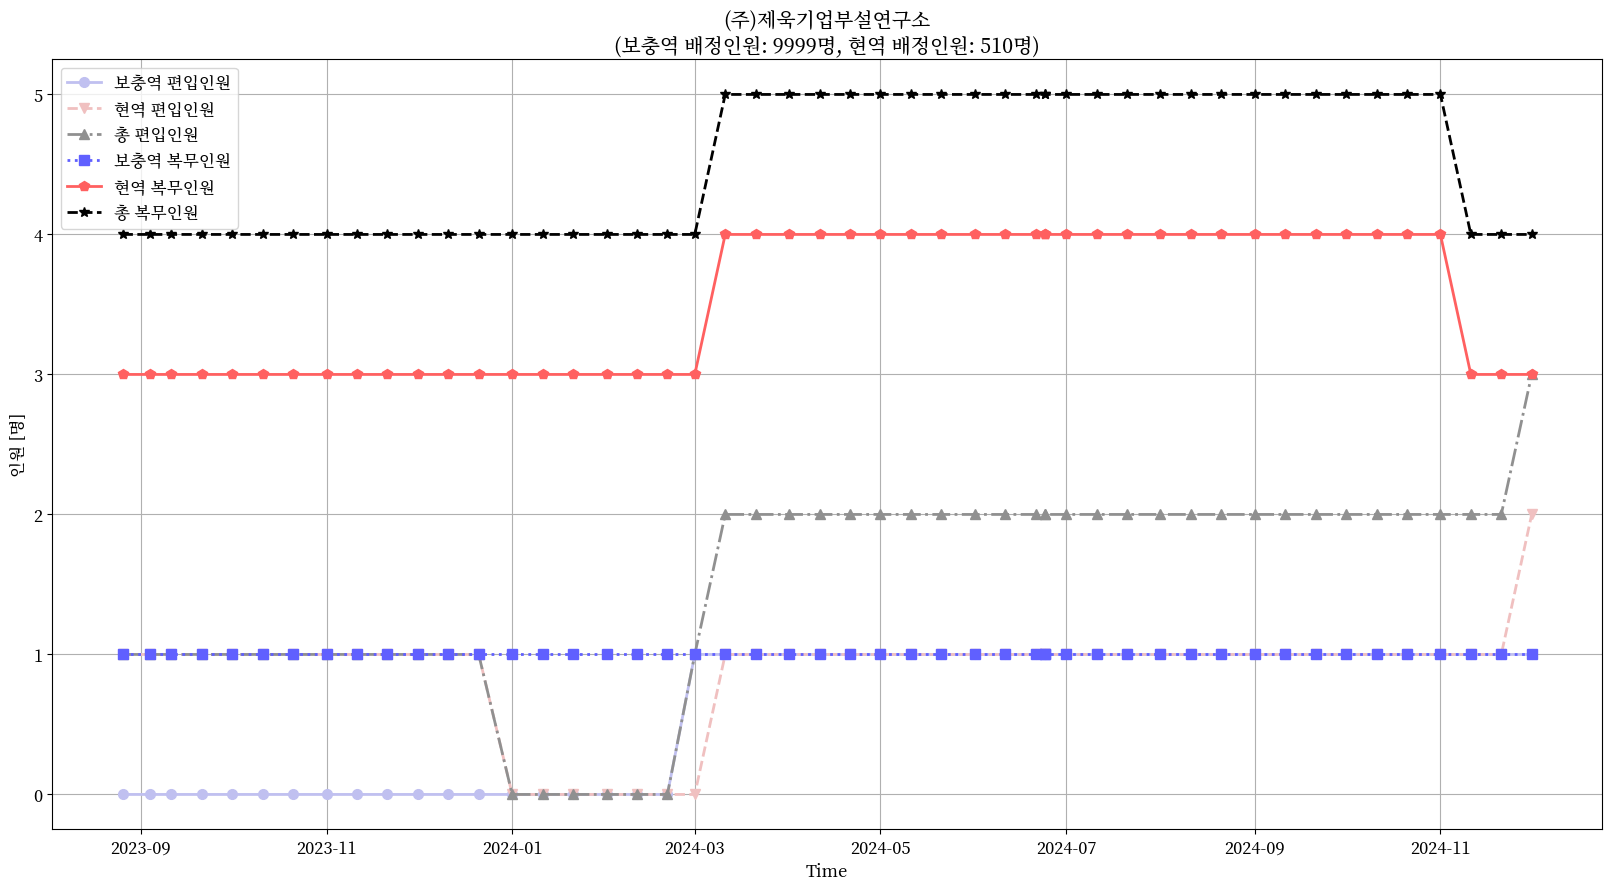 (주)제욱기업부설연구소
(보충역 배정인원: 9999명, 현역 배정인원: 510명)
보충역 편입인원
현역 편입인원
총 편입인원
보충역 복무인원
현역 복무인원
총 복무인원
인원 [명]
5
4
3
2
1
0
2023-09
2023-11
2024-01
2024-03
2024-05
2024-07
2024-09
2024-11
Time